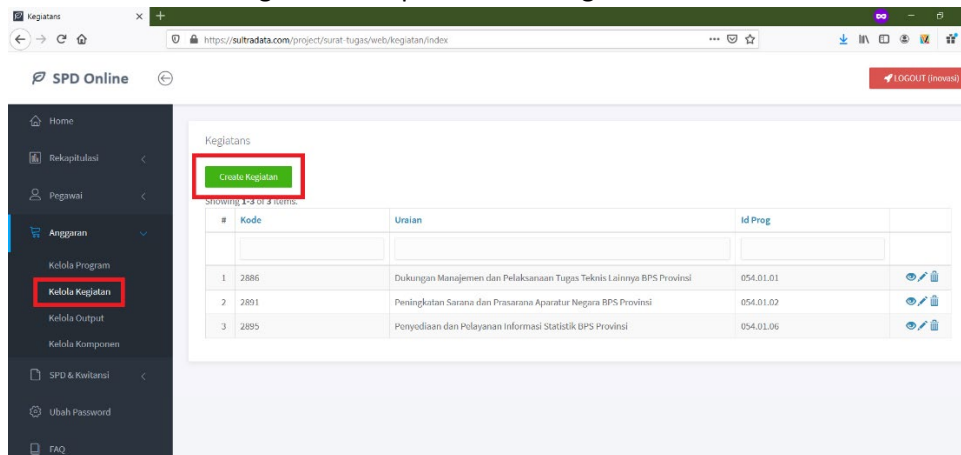 Kegiatans
https://sultradata.com/project/surat-tugas/web/kegiatan/index
SPD Online
LOGOUT (inovasi)
Home
Rekapitulasi
Pegawai
Anggaran
Kelola Program
Kelola Kegiatan
Kelola Output
Kelola Komponen
SPD & Kwitansi
Ubah Password
FAQ
Kegiatans
Create Kegiatan
Showing 1-3 of 3 items.
# Kode Uraian Id Prog
1 2886 Dukungan Manajemen dan Pelaksanaan Tugas Teknis Lainnya BPS Provinsi 054.01.01
2 2891 Peningkatan Sarana dan Prasarana Aparatur Negara BPS Provinsi 054.01.02
3 2895 Penyediaan dan Pelayanan Informasi Statistik BPS Provinsi 054.01.06